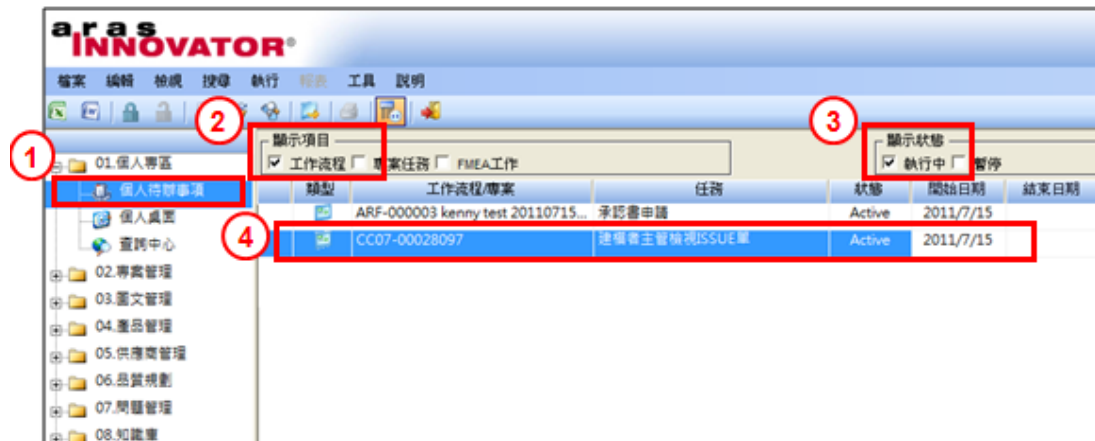 aras
INNOVATOR®
檔案 編輯 檢視 搜尋 執行 報表 工具 說明
2
3
顯示項目
顯示狀態
1
01.個人專區
工作流程 專案任務 FMEA工作
執行中 暫停
個人待辦事項
類型 工作流程/專案 任務 狀態 開始日期 結束日期
個人桌面
ARF-000003 kenny test 20110715... 承認書申請 Active 2011/7/15
4
查詢中心
CC07-00028097 建檔者主管檢視ISSUE單 Active 2011/7/15
02.專案管理
03.圖文管理
04.產品管理
05.供應商管理
06.品質規劃
07.問題管理
08.知識庫